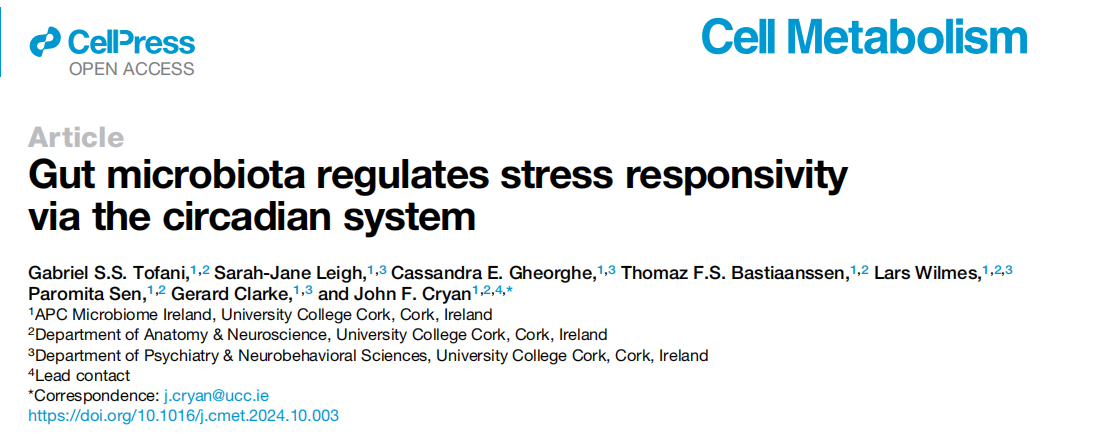 CellPress
OPEN ACCESS
Cell Metabolism
Article
Gut microbiota regulates stress responsivity
via the circadian system
Gabriel S.S. Tofani,1,2 Sarah-Jane Leigh,1,3 Cassandra E. Gheorghe,1,3 Thomaz F.S. Bastiaanssen,1,2 Lars Wilmes,1,2,3
Paromita Sen,1,2 Gerard Clarke,1,3 and John F. Cryan1,2,4,*
1APC Microbiome Ireland, University College Cork, Cork, Ireland
2Department of Anatomy & Neuroscience, University College Cork, Cork, Ireland
3Department of Psychiatry & Neurobehavioral Sciences, University College Cork, Cork, Ireland
4Lead contact
*Correspondence: j.cryan@ucc.ie
https://doi.org/10.1016/j.cmet.2024.10.003